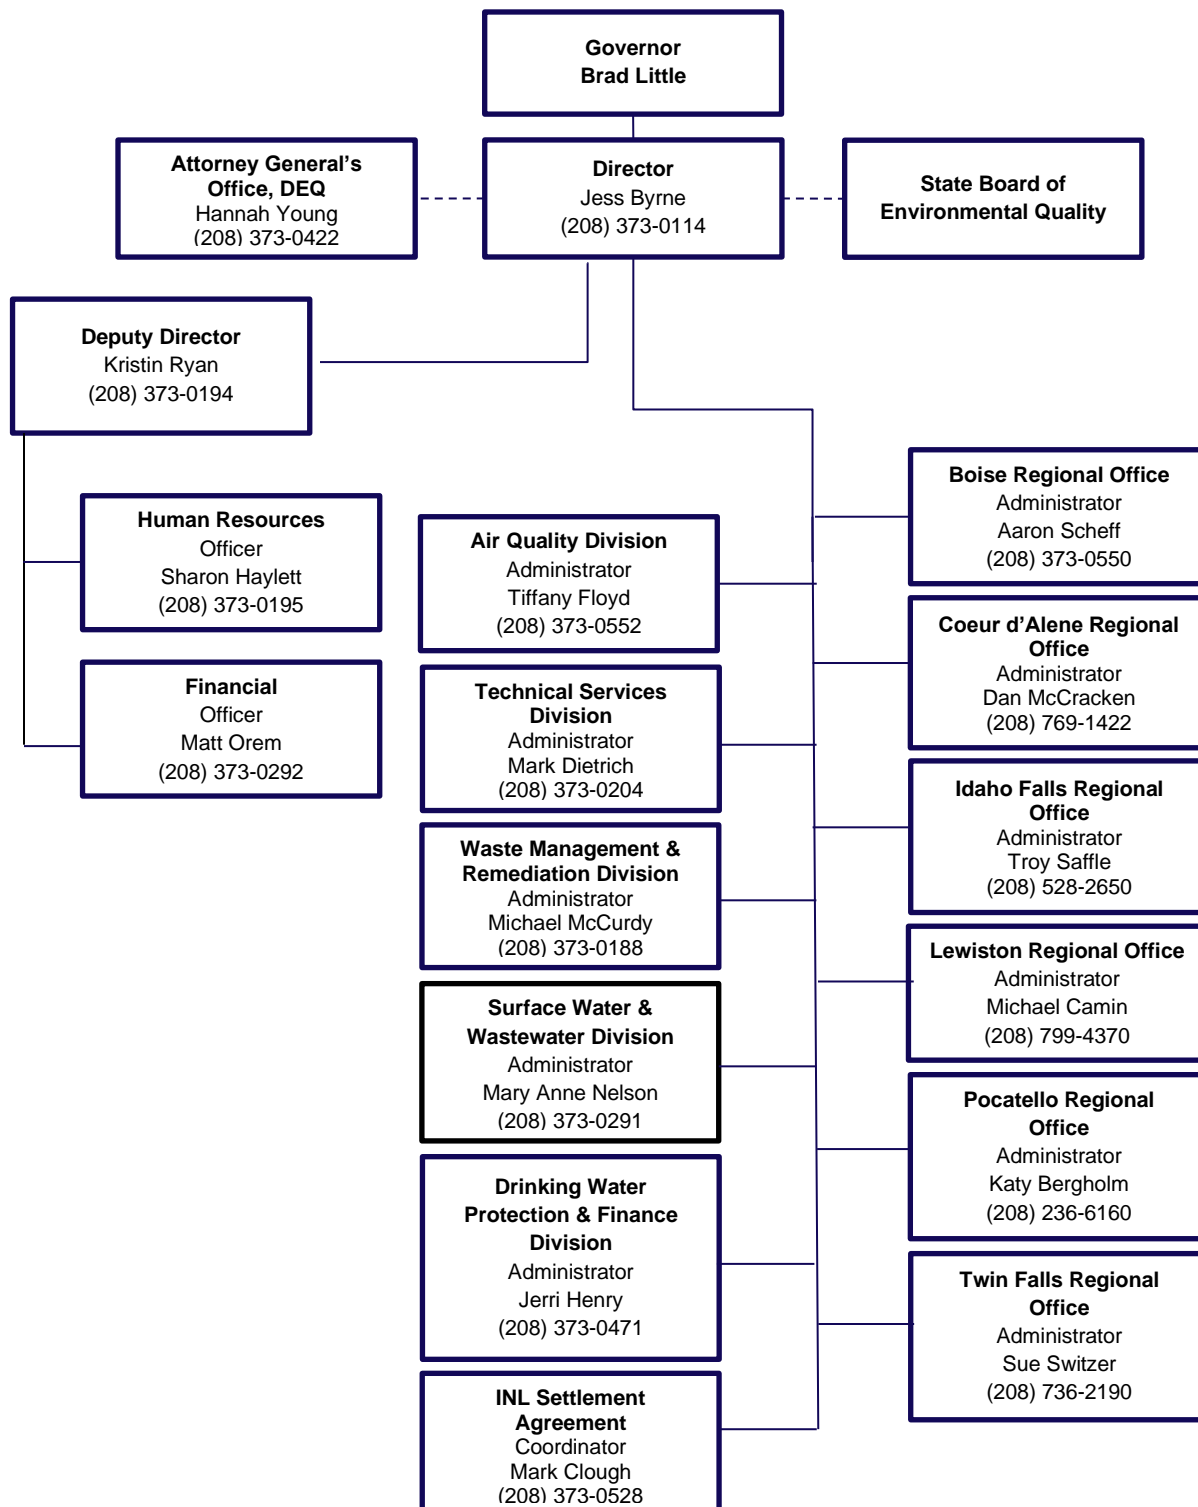 Governor
Brad Little
Attorney General’s
Office, DEQ
Hannah Young
(208) 373-0422
Director
Jess Byrne
(208) 373-0114
State Board of
Environmental Quality
Deputy Director
Kristin Ryan
(208) 373-0194
Human Resources
Officer
Sharon Haylett
(208) 373-0195
Financial
Officer
Matt Orem
(208) 373-0292
Air Quality Division
Administrator
Tiffany Floyd
(208) 373-0552
Technical Services
Division
Administrator
Mark Dietrich
(208) 373-0204
Waste Management &
Remediation Division
Administrator
Michael McCurdy
(208) 373-0188
Surface Water &
Wastewater Division
Administrator
Mary Anne Nelson
(208) 373-0291
Drinking Water
Protection & Finance
Division
Administrator
Jerri Henry
(208) 373-0471
INL Settlement
Agreement
Coordinator
Mark Clough
(208) 373-0528
Boise Regional Office
Administrator
Aaron Scheff
(208) 373-0550
Coeur d’Alene Regional
Office
Administrator
Dan McCracken
(208) 769-1422
Idaho Falls Regional
Office
Administrator
Troy Saffle
(208) 528-2650
Lewiston Regional Office
Administrator
Michael Camin
(208) 799-4370
Pocatello Regional
Office
Administrator
Katy Bergholm
(208) 236-6160
Twin Falls Regional
Office
Administrator
Sue Switzer
(208) 736-2190